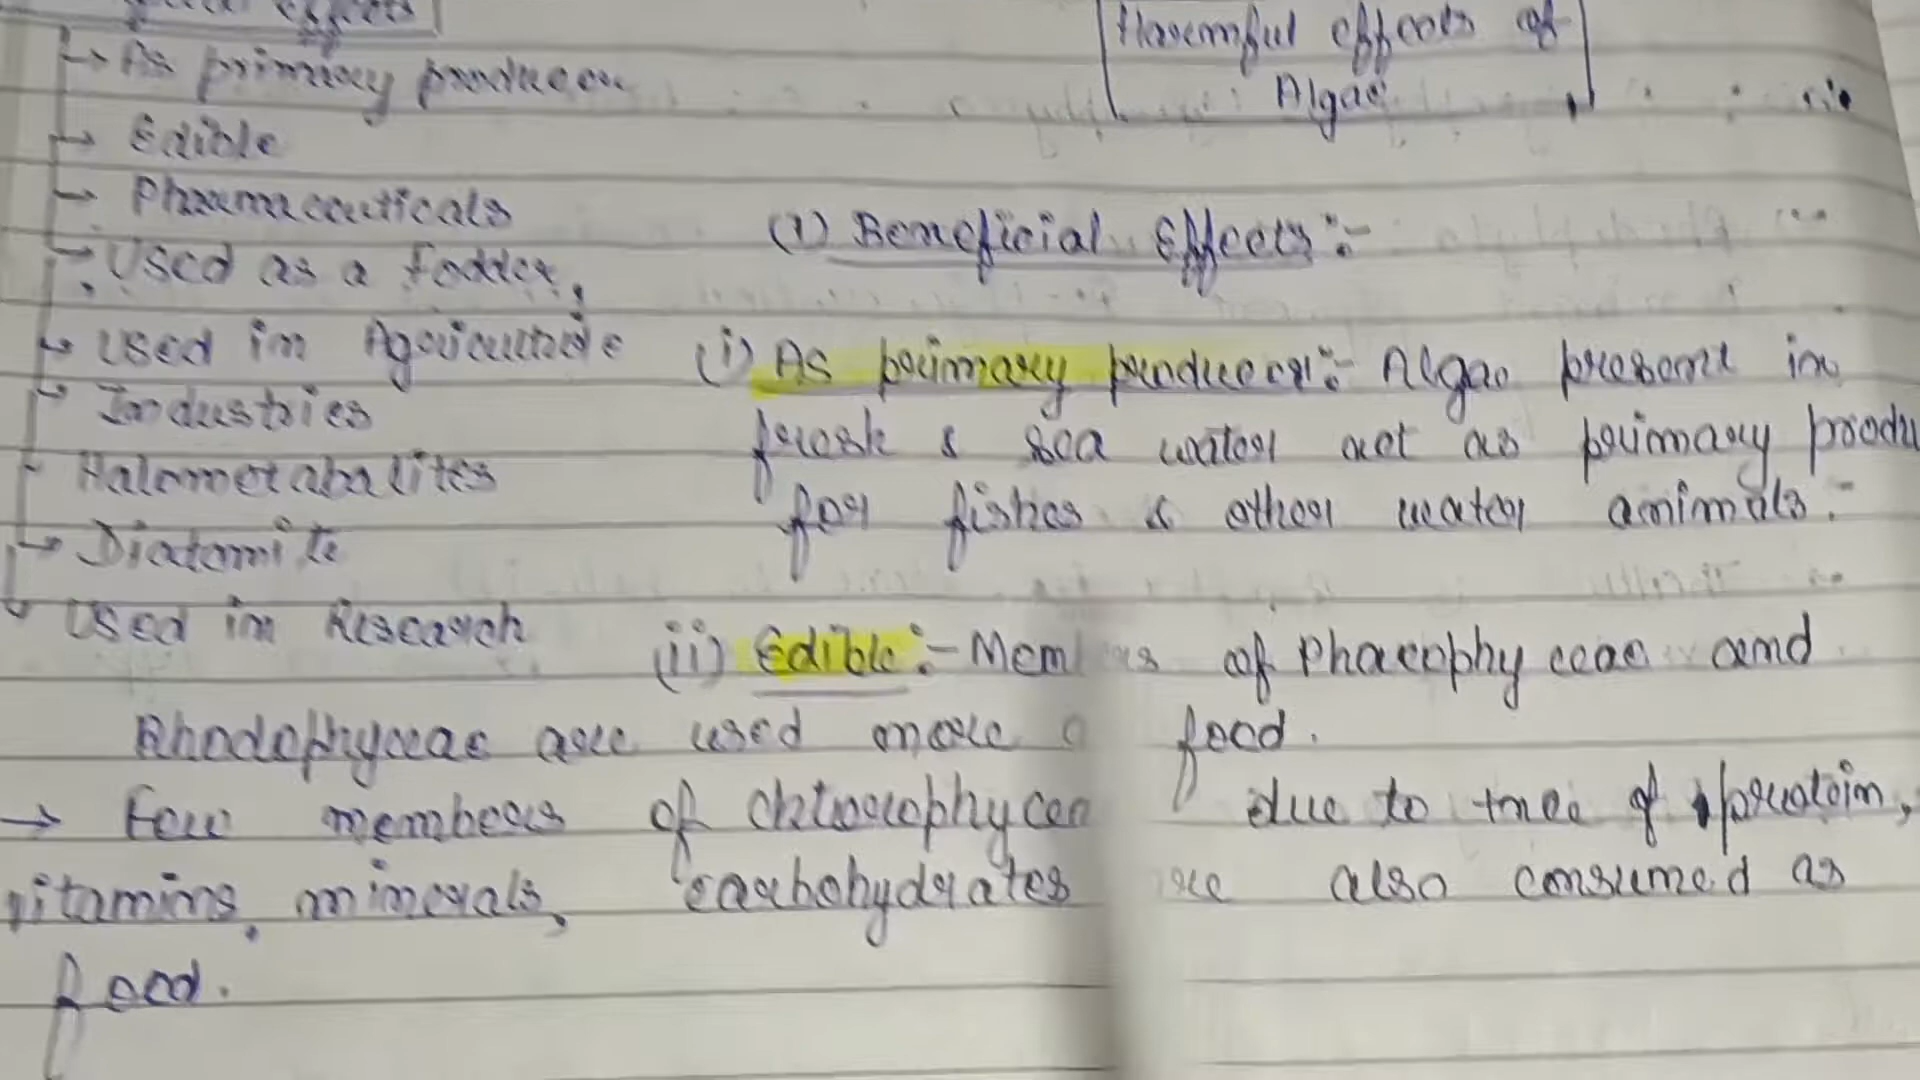 effects
Harmful effects of
Algae
→ As primary producer
→ Edible
→ Pharmaceuticals
→ Used as a fodder
→ Used in Agriculture
→ Industries
Halometabalites
→ Diatomite
Used in Research
(1) Beneficial Effects :-
(i) As primary producer :- Algae present in
fresh & sea water act as primary produ
for fishes & other water animals.
(ii) Edible :- Mem of Phaeophyceae and
Rhodophyceae are used more food.
→ Few members of due to of protein,
vitamins, minerals, carbohydrates also consumed as
food.